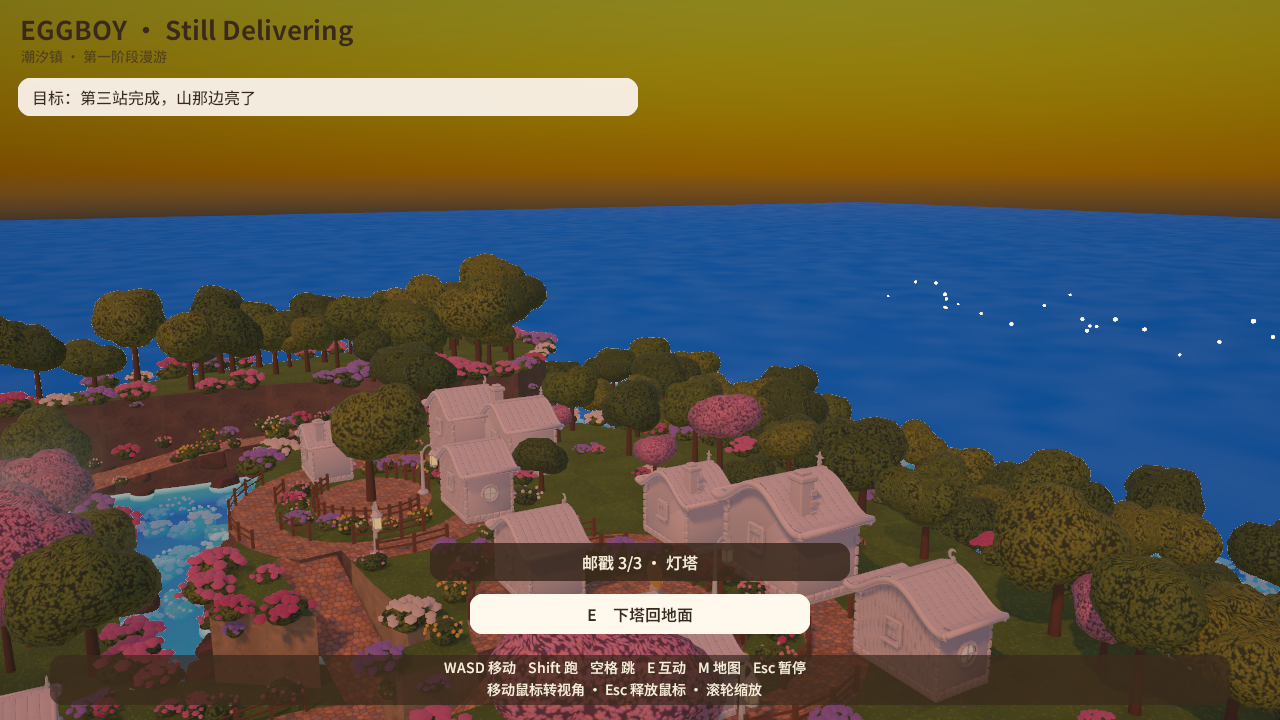 EGGBOY · Still Delivering
潮汐镇 · 第一阶段漫游
目标：第三站完成，山那边亮了
邮戳 3/3 · 灯塔
E 下塔回地面
WASD 移动 Shift 跑 空格 跳 E 互动 M 地图 Esc 暂停
移动鼠标转视角 · Esc 释放鼠标 · 滚轮缩放